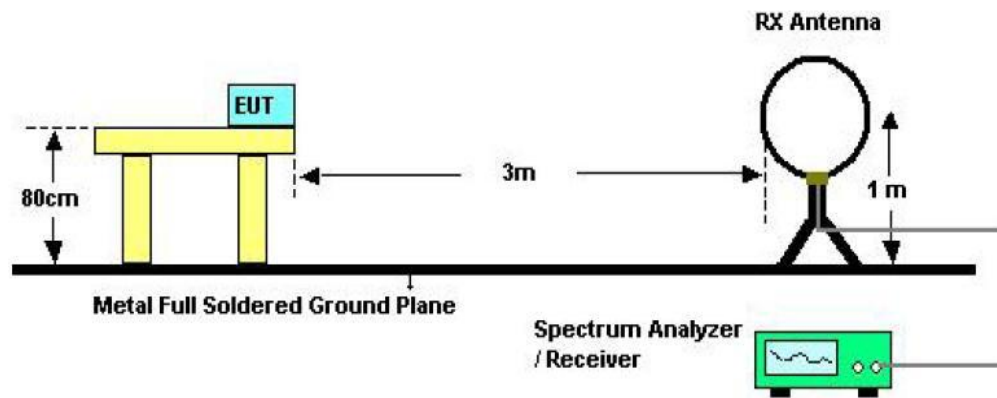 RX Antenna
EUT
80cm
3m
1 m
Metal Full Soldered Ground Plane
Spectrum Analyzer
/ Receiver